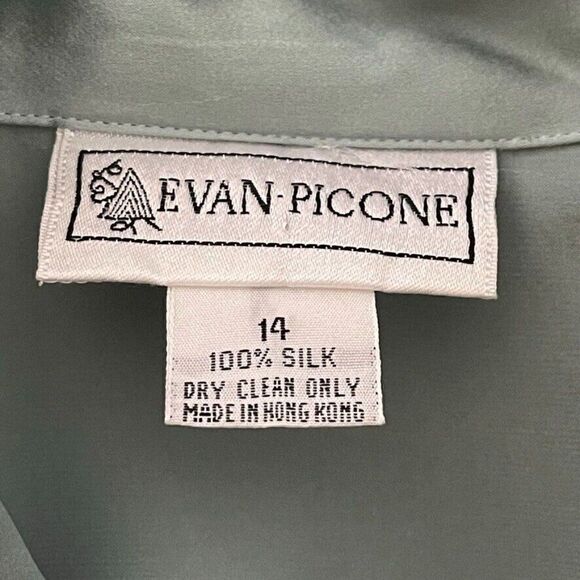 EVAN-PICONE
14
100% SILK
DRY CLEAN ONLY
MADE IN HONG KONG